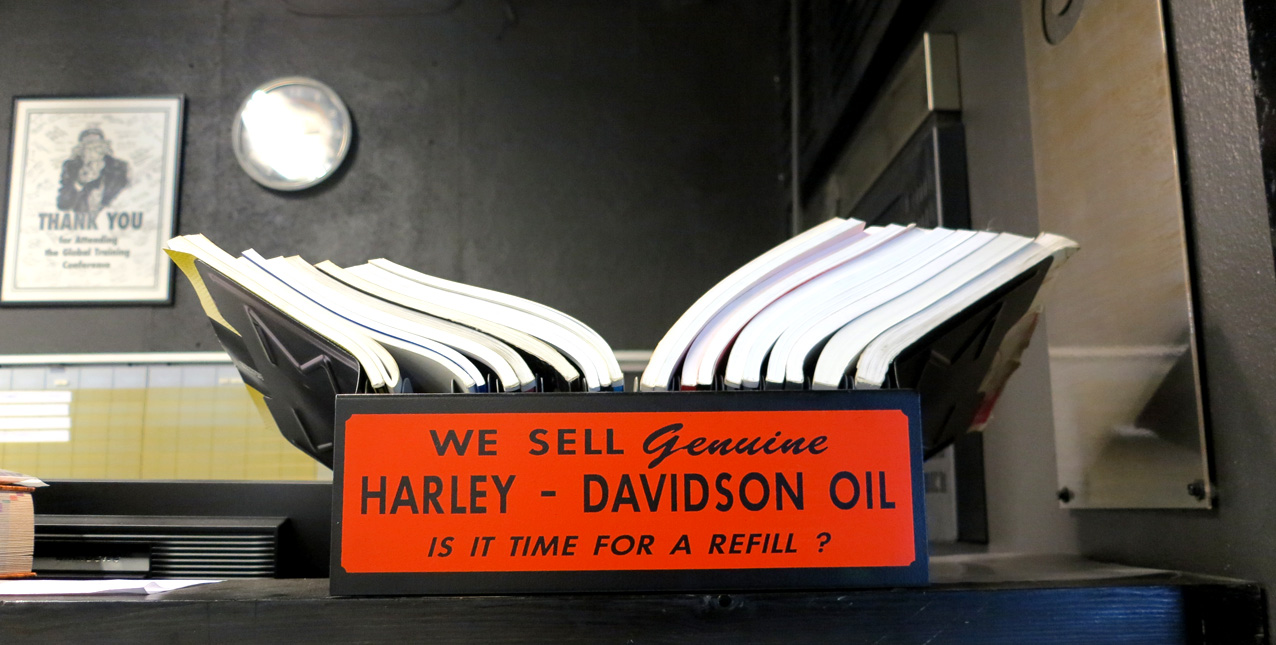 THANK YOU
for Attending
the Global Training
Conference
WE SELL Genuine
HARLEY - DAVIDSON OIL
IS IT TIME FOR A REFILL ?